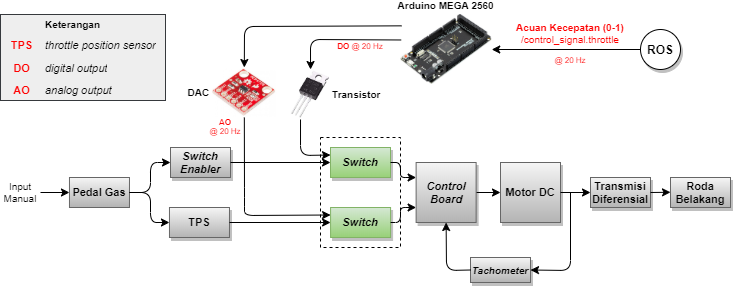 Keterangan
TPS throttle position sensor
DO digital output
AO analog output
Arduino MEGA 2560
DO @ 20 Hz
Acuan Kecepatan (0-1)
/control_signal.throttle
@ 20 Hz
ROS
DAC
Transistor
AO
@ 20 Hz
Input
Manual
Pedal Gas
Switch
Enabler
TPS
Switch
Switch
Control
Board
Motor DC
Transmisi
Diferensial
Roda
Belakang
Tachometer